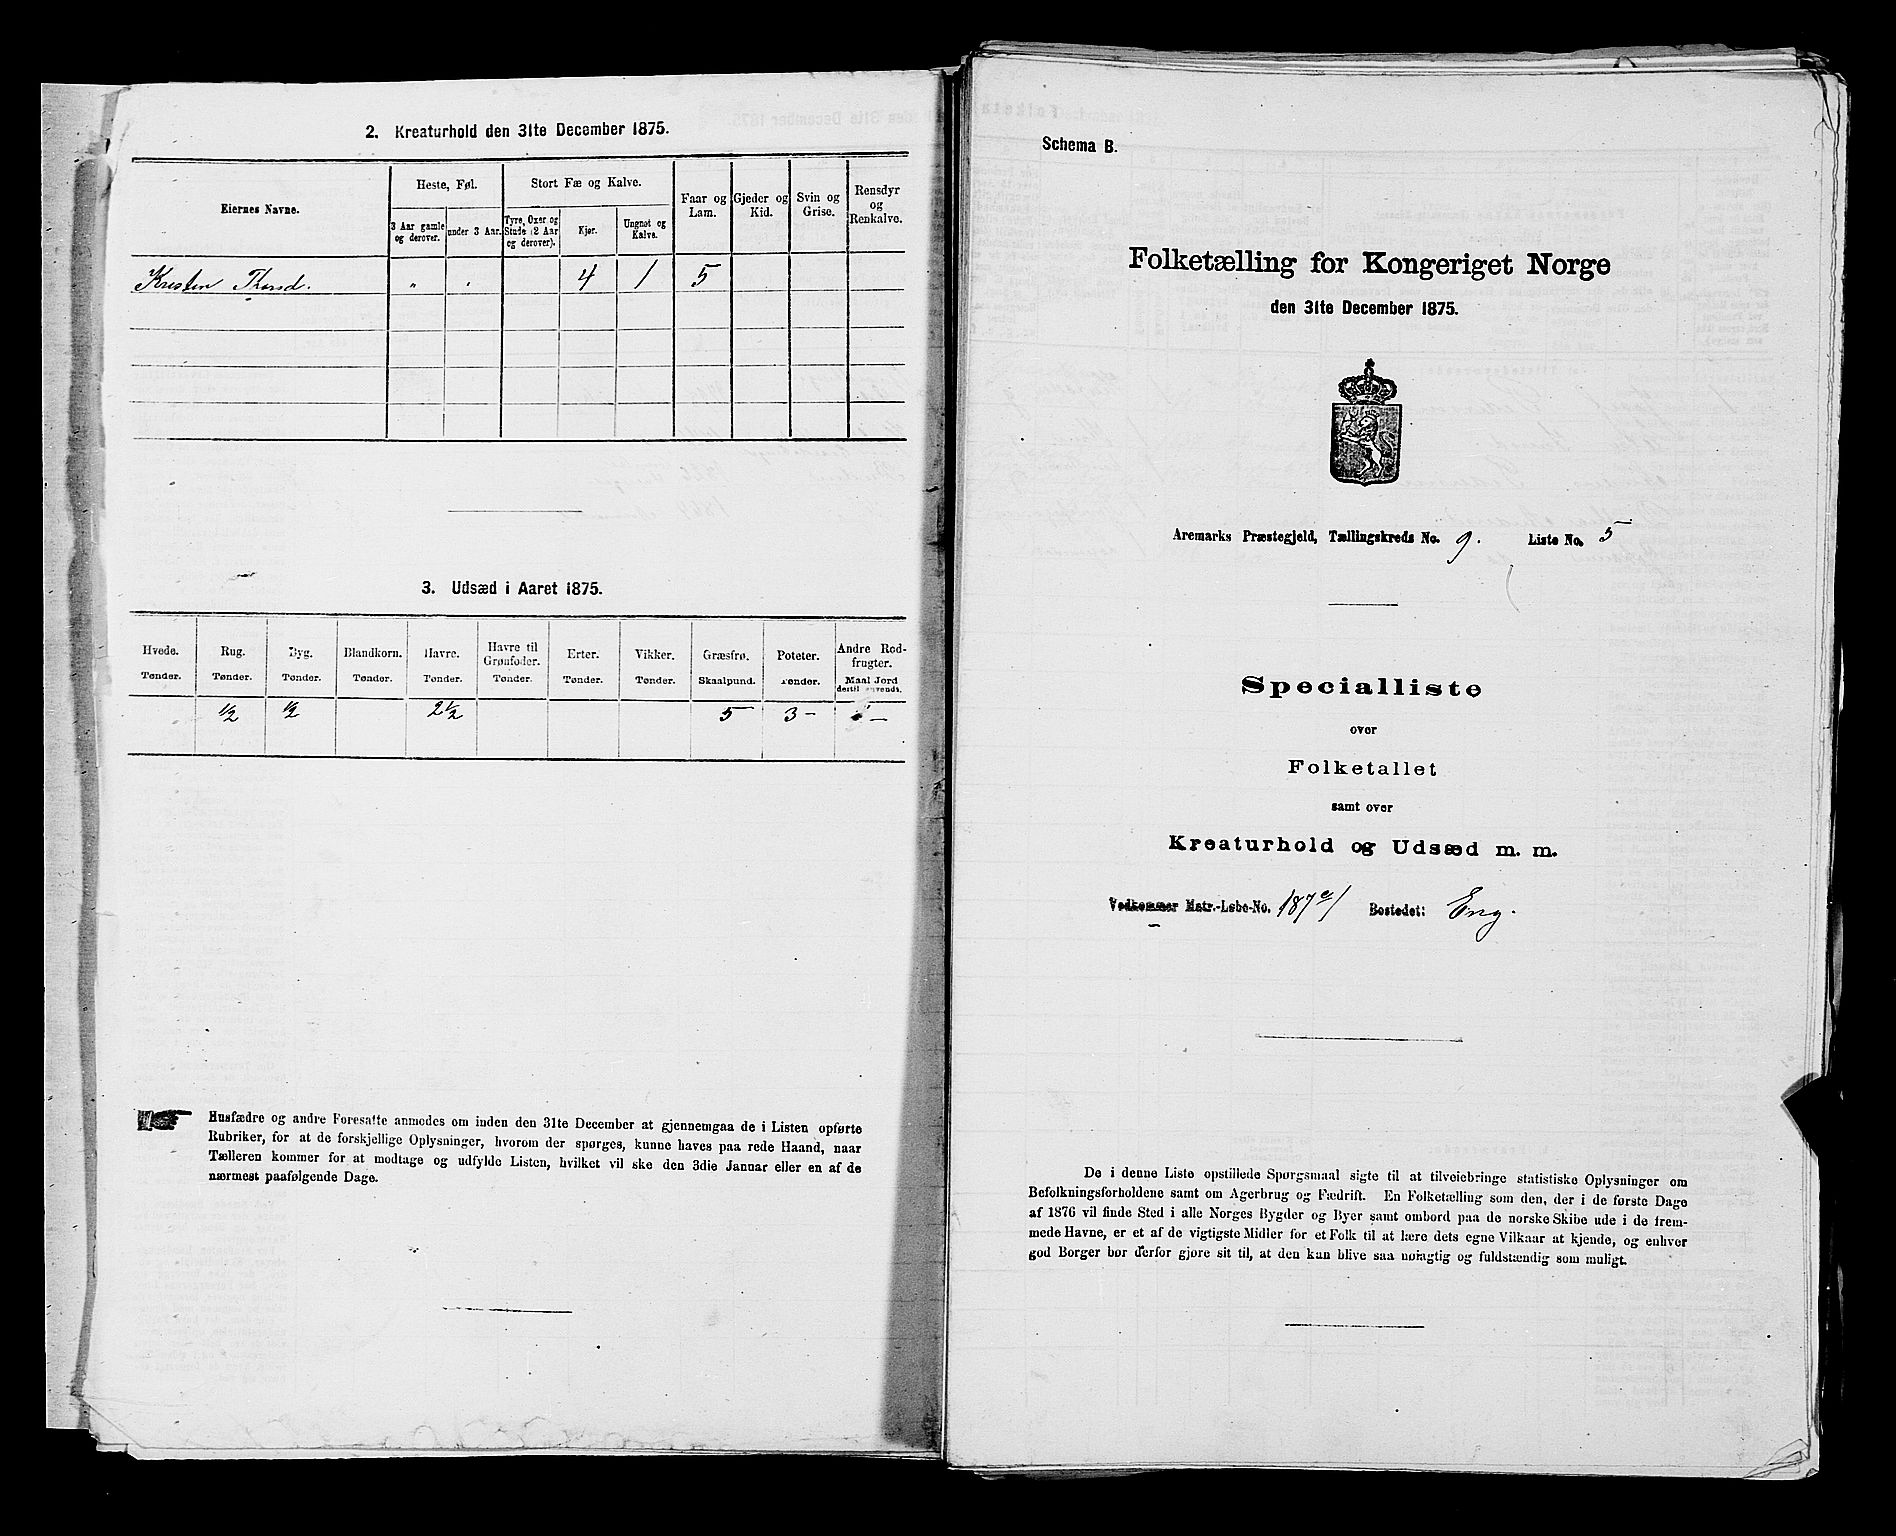 2. Kreaturhold den 31te December 1875.
Eiernes Navne.
Heste, Føl.
Stort Fæ og Kalve.
Faar og Lam.
Gjeder og Kid.
Svin og Grise.
Rensdyr og Renkalve.
3 Aar gamle og derover.
under 3 Aar.
Tyre, Oxer og Stude (2 Aar og derover).
Kjør.
Ungnøt og Kalve.
Kristen Thorsd. " " 4 1 5
3. Udsæd i Aaret 1875.
Hvede. Rug. Byg. Blandkorn. Havre. Havre til Grønfoder. Erter. Vikker. Græsfrø. Poteter. Andre Rodfrugter.
Tønder. Tønder. Tønder. Tønder. Tønder. Tønder. Tønder. Tønder. Skaalpund. Tønder. Maal Jord dertil anvendt.
1/2 1/2 2 1/2 5 3 –
Husfædre og andre Foresatte anmodes om inden den 31te December at gjennemgaa de i Listen opførte
Rubriker, for at de forskjellige Oplysninger, hvorom der spørges, kunne haves paa rede Haand, naar
Tælleren kommer for at modtage og udfylde Listen, hvilket vil ske den 3die Januar eller en af de
nærmest paafølgende Dage.
Schema B.
Folketælling for Kongeriget Norge
den 31te December 1875.
Aremarks Præstegjeld, Tællingskreds No. 9. Liste No. 5
Specialliste
over
Folketallet
samt over
Kreaturhold og Udsæd m. m.
Vedkommer Matr.-Løbe-No. 187 Bostedet: Eng.
De i denne Liste opstillede Spørgsmaal sigte til at tilveiebringe statistiske Oplysninger om
Befolkningsforholdene samt om Agerbrug og Fædrift. En Folketælling som den, der i de første Dage
af 1876 vil finde Sted i alle Norges Bygder og Byer samt ombord paa de norske Skibe ude i de frem-
mede Havne, er et af de vigtigste Midler for et Folk til at lære dets egne Vilkaar at kjende, og enhver
god Borger bør derfor gjøre sit til, at den kan blive saa nøiagtig og fuldstændig som muligt.